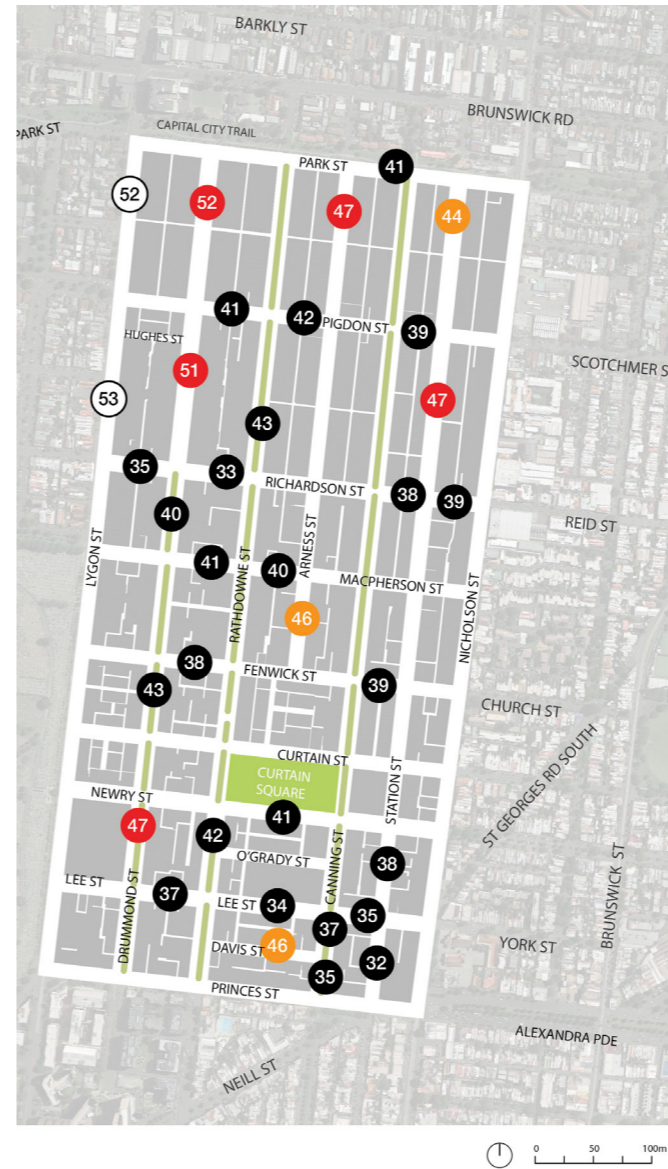 BARKLY ST
BRUNSWICK RD
PARK ST
CAPITAL CITY TRAIL
PARK ST
41
52
52
47
44
41
42
PIGDON ST
39
HUGHES ST
51
SCOTCHMER S
53
47
43
35
33
RICHARDSON ST
38
39
40
REID ST
LYGON ST
41
RATHDOWNE ST
40
ARNESS ST
MACPHERSON ST
NICHOLSON ST
46
38
FENWICK ST
39
43
CHURCH ST
CURTAIN ST
CURTAIN
SQUARE
STATION ST
ST GEORGES RD SOUTH
NEWRY ST
47
42
41
O'GRADY ST
CANNING ST
38
BRUNSWICK ST
LEE ST
DRUMMOND ST
37
LEE ST
34
35
37
DAVIS ST
46
32
YORK ST
35
PRINCES ST
ALEXANDRA PDE
NEILL ST
0 50 100m